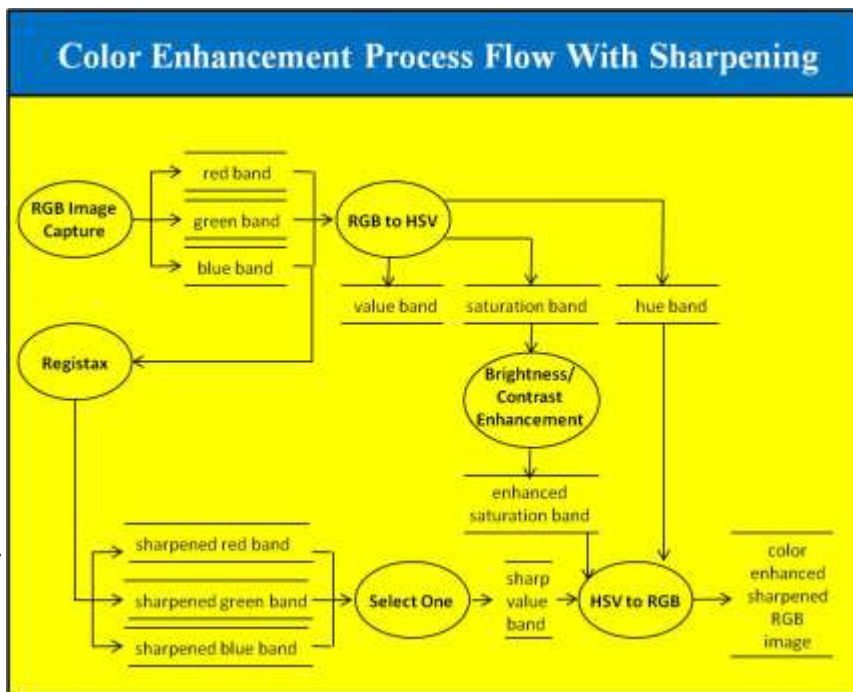 Color Enhancement Process Flow With Sharpening
red band
RGB Image
Capture
green band
RGB to HSV
blue band
value band
saturation band
hue band
Registax
Brightness/
Contrast
Enhancement
enhanced
saturation band
sharpened red band
sharpened green band
sharpened blue band
Select One
sharp
value
band
HSV to RGB
color
enhanced
sharpened
RGB
image